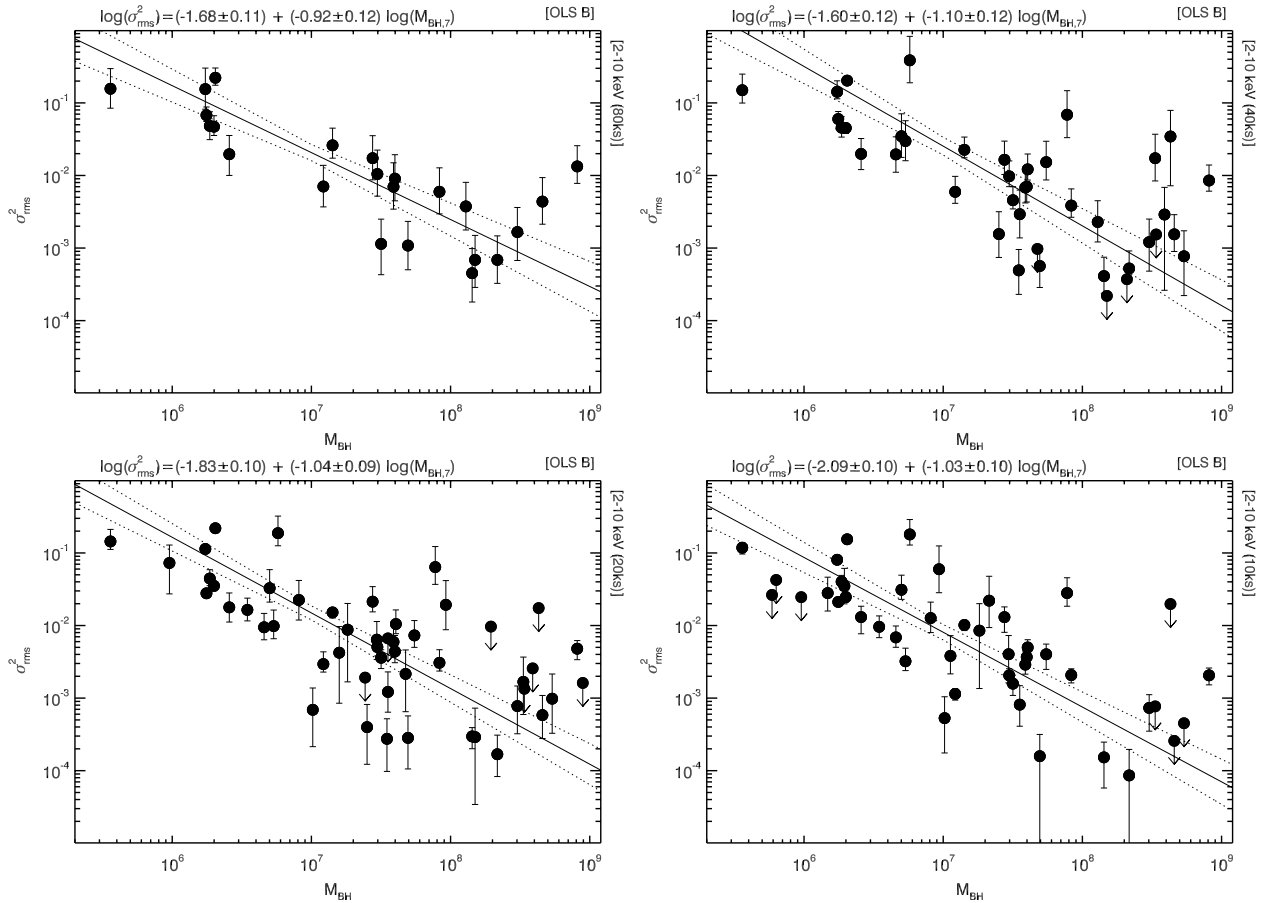 log(σ²rms)=(-1.68±0.11) + (-0.92±0.12) log(MBH,7) [OLS B]
10⁻¹
10⁻²
10⁻³
10⁻⁴
σ²rms
[2-10 keV (80ks)]
10⁶ 10⁷ 10⁸ 10⁹
MBH
log(σ²rms)=(-1.60±0.12) + (-1.10±0.12) log(MBH,7) [OLS B]
10⁻¹
10⁻²
10⁻³
10⁻⁴
σ²rms
[2-10 keV (40ks)]
10⁶ 10⁷ 10⁸ 10⁹
MBH
log(σ²rms)=(-1.83±0.10) + (-1.04±0.09) log(MBH,7) [OLS B]
10⁻¹
10⁻²
10⁻³
10⁻⁴
σ²rms
[2-10 keV (20ks)]
10⁶ 10⁷ 10⁸ 10⁹
MBH
log(σ²rms)=(-2.09±0.10) + (-1.03±0.10) log(MBH,7) [OLS B]
10⁻¹
10⁻²
10⁻³
10⁻⁴
σ²rms
[2-10 keV (10ks)]
10⁶ 10⁷ 10⁸ 10⁹
MBH